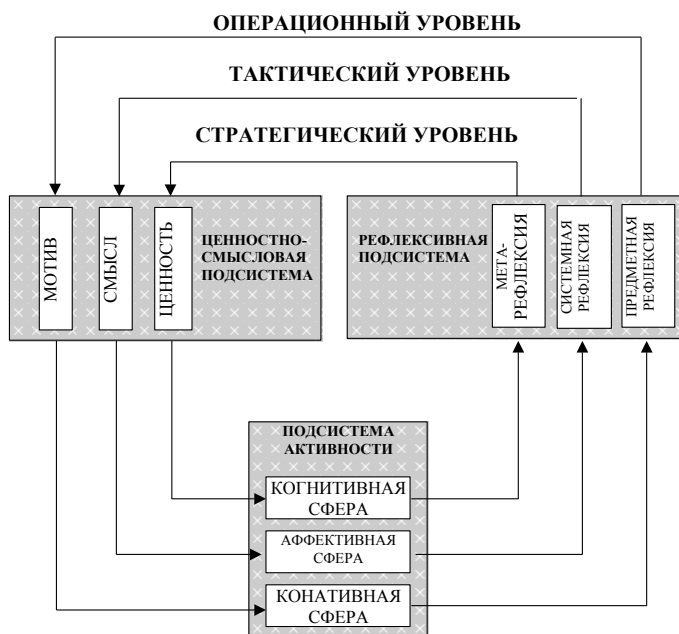 ОПЕРАЦИОННЫЙ УРОВЕНЬ
ТАКТИЧЕСКИЙ УРОВЕНЬ
СТРАТЕГИЧЕСКИЙ УРОВЕНЬ
МОТИВ
СМЫСЛ
ЦЕННОСТЬ
ЦЕННОСТНО-
СМЫСЛОВАЯ
ПОДСИСТЕМА
РЕФЛЕКСИВНАЯ
ПОДСИСТЕМА
МЕТА-
РЕФЛЕКСИЯ
СИСТЕМНАЯ
РЕФЛЕКСИЯ
ПРЕДМЕТНАЯ
РЕФЛЕКСИЯ
ПОДСИСТЕМА
АКТИВНОСТИ
КОГНИТИВНАЯ
СФЕРА
АФФЕКТИВНАЯ
СФЕРА
КОНАТИВНАЯ
СФЕРА